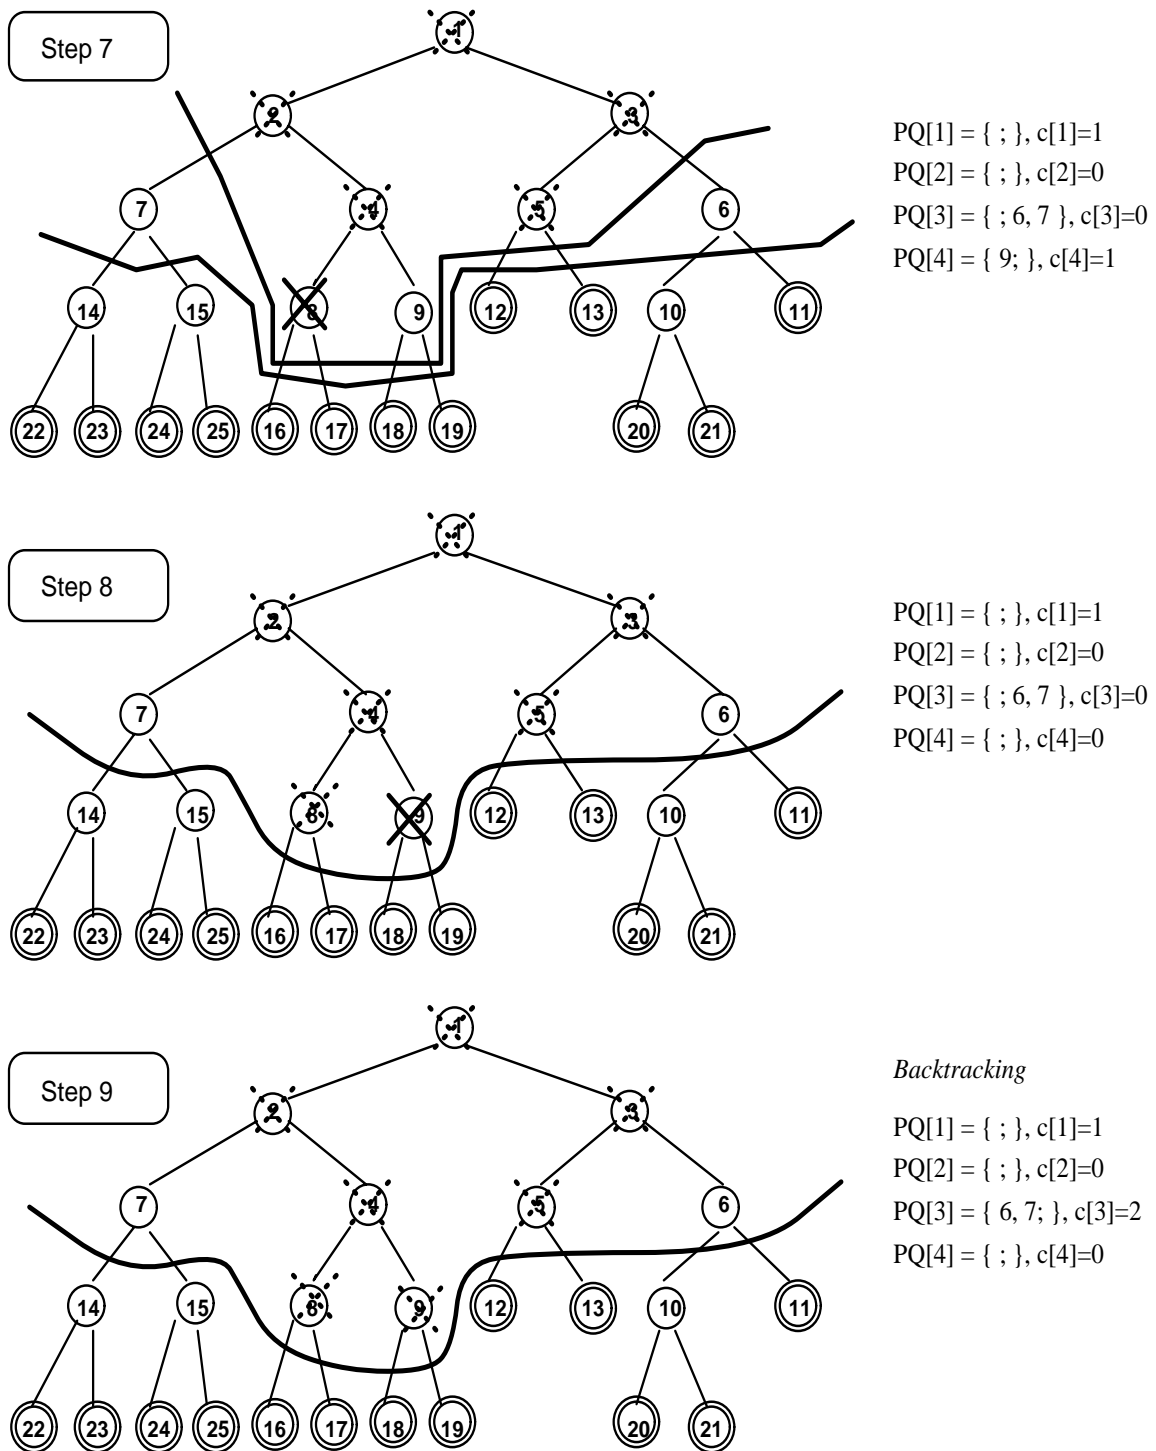 Step 7
1
2 3
7 4 5 6
14 15 8 9 12 13 10 11
22 23 24 25 16 17 18 19 20 21
PQ[1] = { ; }, c[1]=1
PQ[2] = { ; }, c[2]=0
PQ[3] = { ; 6, 7 }, c[3]=0
PQ[4] = { 9; }, c[4]=1
Step 8
1
2 3
7 4 5 6
14 15 8 9 12 13 10 11
22 23 24 25 16 17 18 19 20 21
PQ[1] = { ; }, c[1]=1
PQ[2] = { ; }, c[2]=0
PQ[3] = { ; 6, 7 }, c[3]=0
PQ[4] = { ; }, c[4]=0
Step 9
1
2 3
7 4 5 6
14 15 8 9 12 13 10 11
22 23 24 25 16 17 18 19 20 21
Backtracking
PQ[1] = { ; }, c[1]=1
PQ[2] = { ; }, c[2]=0
PQ[3] = { 6, 7; }, c[3]=2
PQ[4] = { ; }, c[4]=0